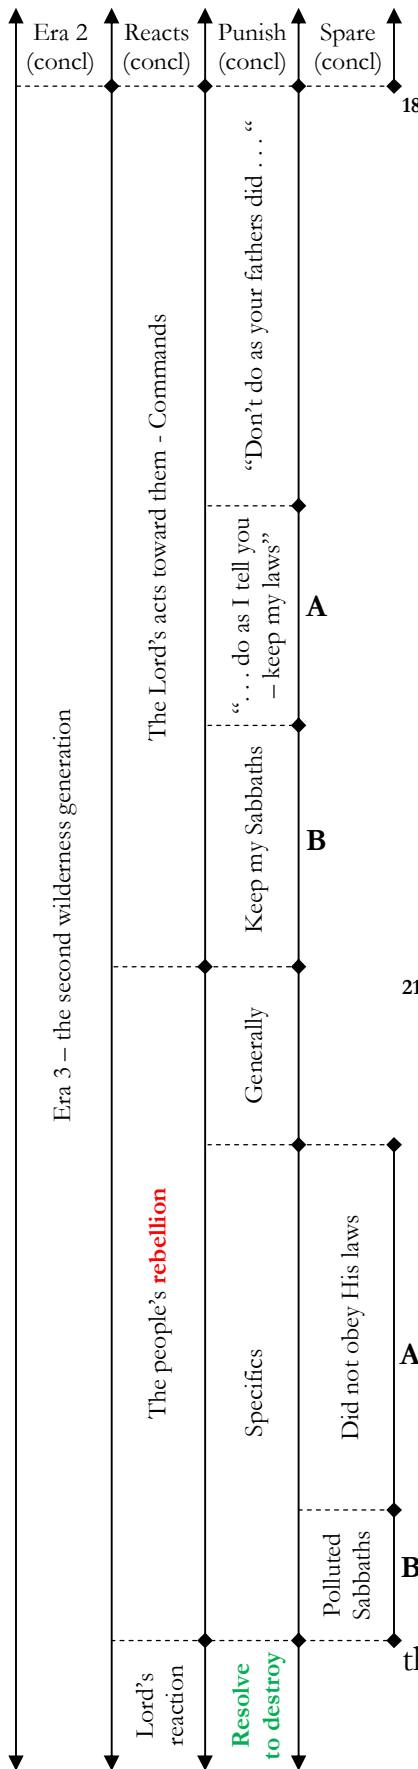 Era 2
(concl)
Reacts
(concl)
Punish
(concl)
Spare
(concl)
18
Era 3 – the second wilderness generation
The Lord's acts toward them - Commands
“Don't do as your fathers did . . . “
“. . . do as I tell you
– keep my laws”
A
Keep my Sabbaths
B
21
The people's rebellion
Generally
Specifics
Did not obey His laws
A
Polluted
Sabbaths
B
Lord's
reaction
Resolve
to destroy